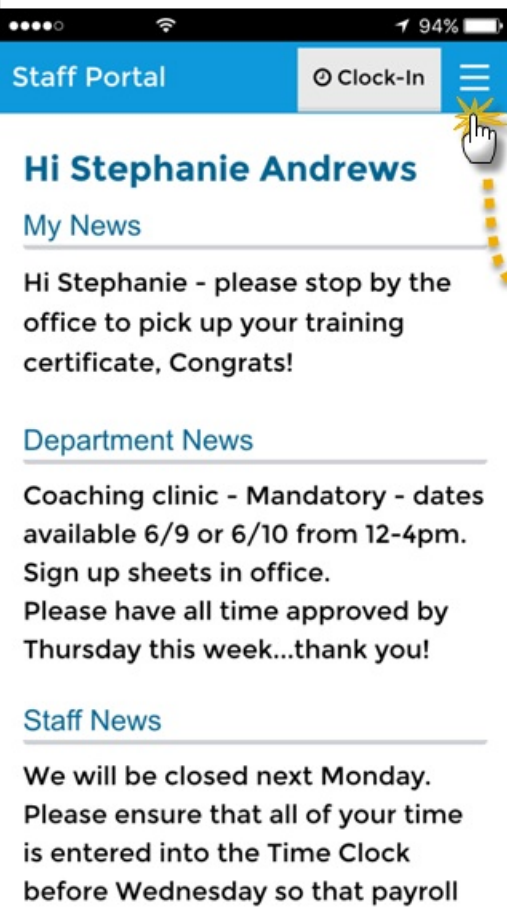 94%
Staff Portal
Clock-In
Hi Stephanie Andrews
My News
Hi Stephanie - please stop by the
office to pick up your training
certificate, Congrats!
Department News
Coaching clinic - Mandatory - dates
available 6/9 or 6/10 from 12-4pm.
Sign up sheets in office.
Please have all time approved by
Thursday this week...thank you!
Staff News
We will be closed next Monday.
Please ensure that all of your time
is entered into the Time Clock
before Wednesday so that payroll